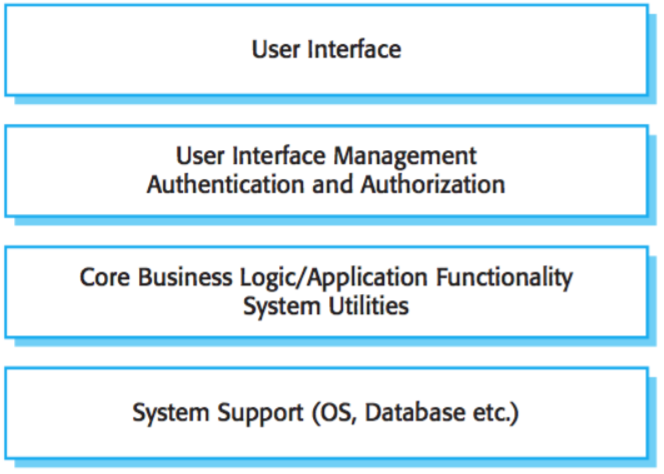 User Interface
User Interface Management
Authentication and Authorization
Core Business Logic/Application Functionality
System Utilities
System Support (OS, Database etc.)